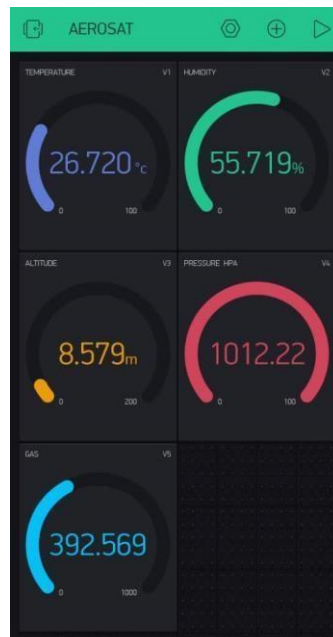 AEROSAT
TEMPERATURE V1
HUMIDITY V2
26.720 °C
55.719%
0 100
0 100
ALTITUDE V3
PRESSURE HPA V4
8.579m
1012.22
0 200
0 100
GAS V5
392.569
0 1000